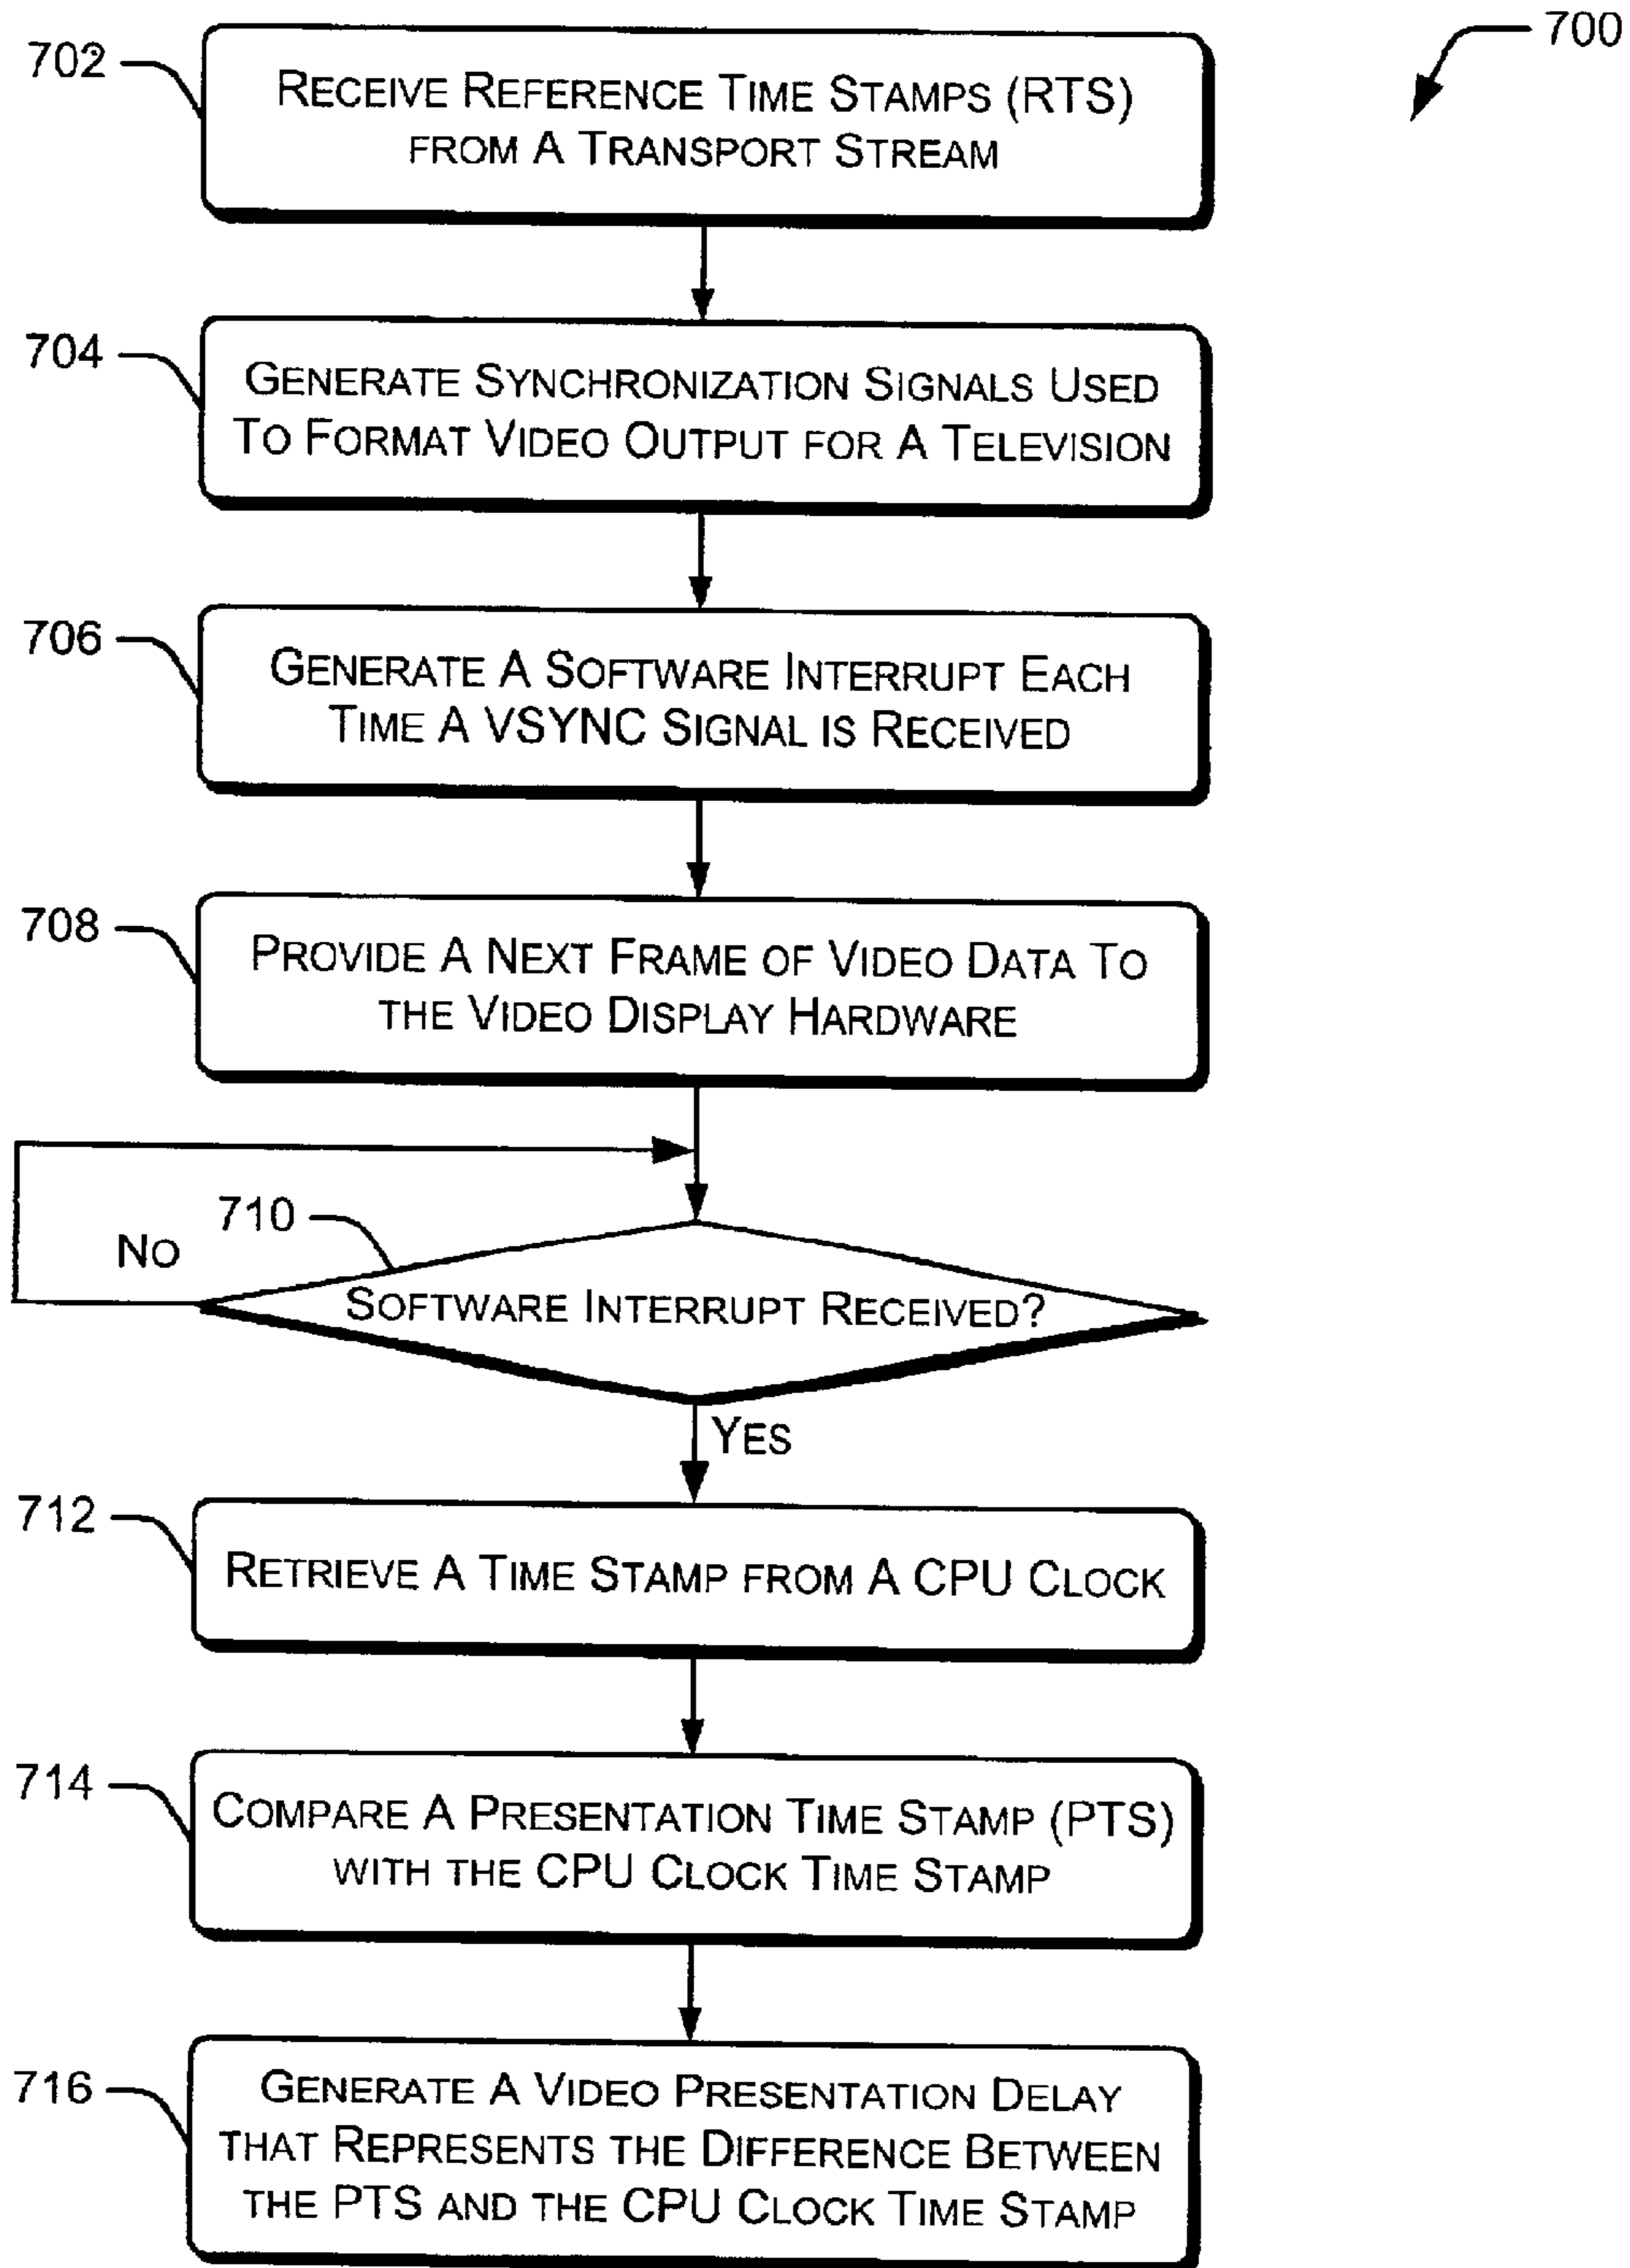 700
702
RECEIVE REFERENCE TIME STAMPS (RTS)
FROM A TRANSPORT STREAM
704
GENERATE SYNCHRONIZATION SIGNALS USED
TO FORMAT VIDEO OUTPUT FOR A TELEVISION
706
GENERATE A SOFTWARE INTERRUPT EACH
TIME A VSYNC SIGNAL IS RECEIVED
708
PROVIDE A NEXT FRAME OF VIDEO DATA TO
THE VIDEO DISPLAY HARDWARE
710
NO
SOFTWARE INTERRUPT RECEIVED?
YES
712
RETRIEVE A TIME STAMP FROM A CPU CLOCK
714
COMPARE A PRESENTATION TIME STAMP (PTS)
WITH THE CPU CLOCK TIME STAMP
716
GENERATE A VIDEO PRESENTATION DELAY
THAT REPRESENTS THE DIFFERENCE BETWEEN
THE PTS AND THE CPU CLOCK TIME STAMP